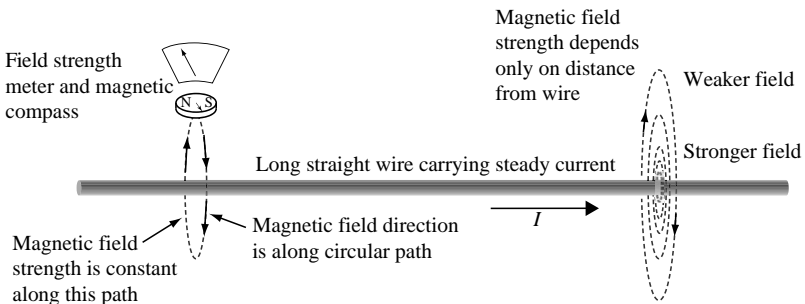 Field strength
meter and magnetic
compass
N S
Magnetic field
strength depends
only on distance
from wire
Weaker field
Stronger field
Long straight wire carrying steady current
I
Magnetic field direction
is along circular path
Magnetic field
strength is constant
along this path